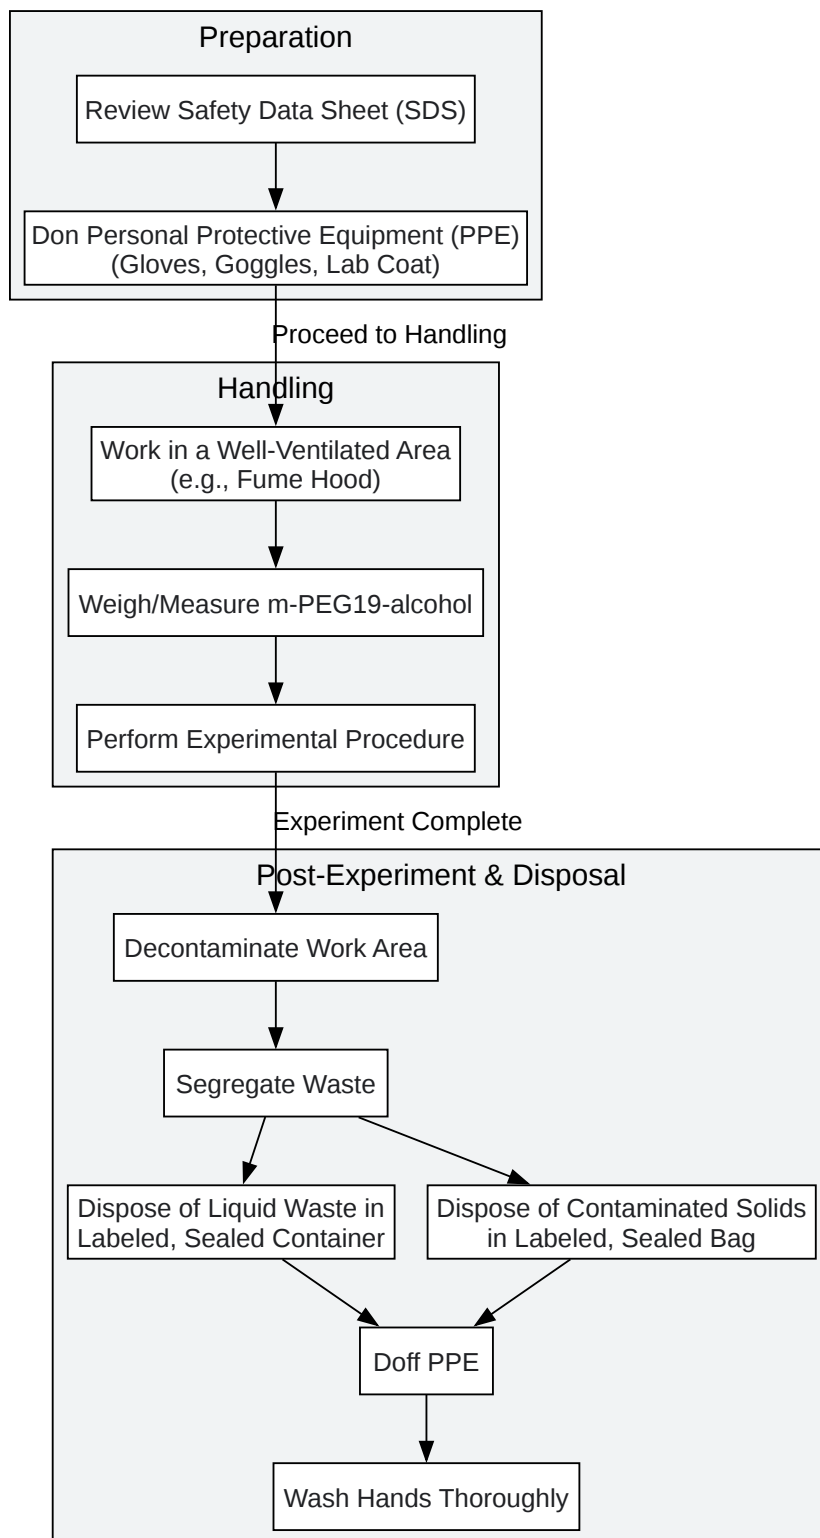 Preparation
Review Safety Data Sheet (SDS)
Don Personal Protective Equipment (PPE)
(Gloves, Goggles, Lab Coat)
Proceed to Handling
Handling
Work in a Well-Ventilated Area
(e.g., Fume Hood)
Weigh/Measure m-PEG19-alcohol
Perform Experimental Procedure
Experiment Complete
Post-Experiment & Disposal
Decontaminate Work Area
Segregate Waste
Dispose of Liquid Waste in
Labeled, Sealed Container
Dispose of Contaminated Solids
in Labeled, Sealed Bag
Doff PPE
Wash Hands Thoroughly